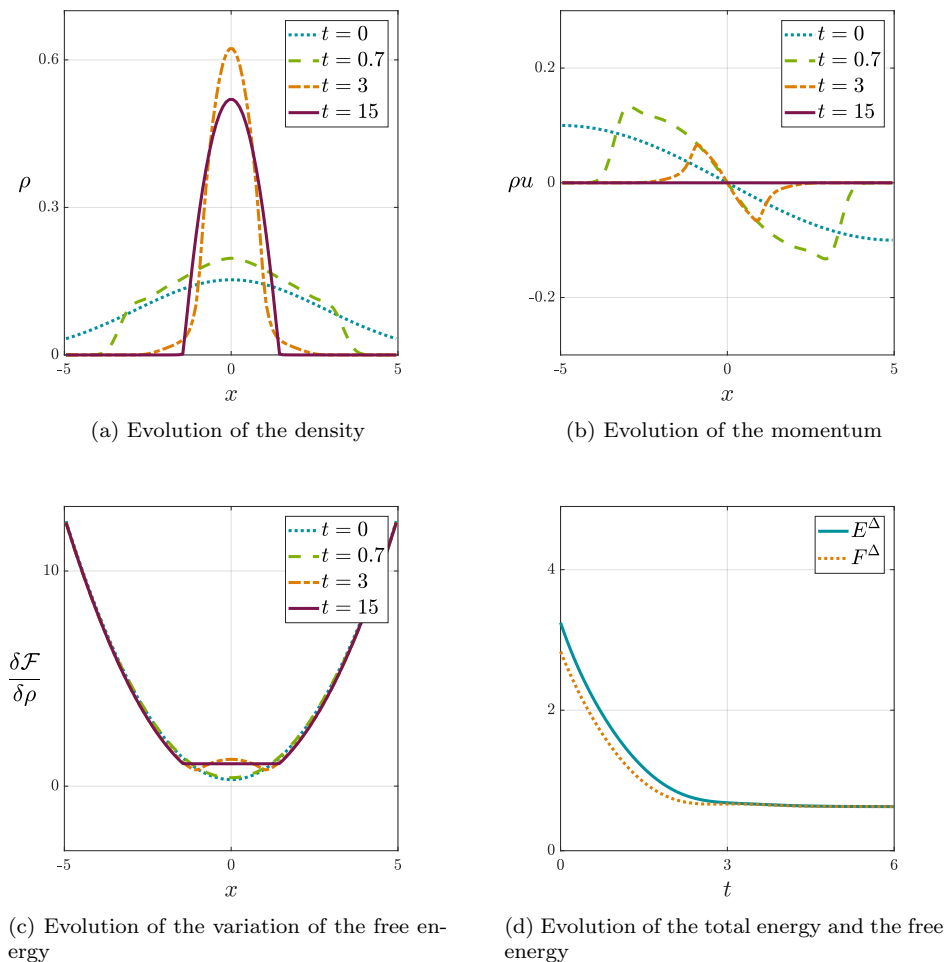 0.6
0.3
0
ρ
-5
0
5
x
t = 0
t = 0.7
t = 3
t = 15
(a) Evolution of the density
0.2
0
-0.2
ρu
-5
0
5
x
t = 0
t = 0.7
t = 3
t = 15
(b) Evolution of the momentum
10
0
δF
δρ
-5
0
5
x
t = 0
t = 0.7
t = 3
t = 15
(c) Evolution of the variation of the free en-
ergy
4
2
0
0
3
6
t
E^Δ
F^Δ
(d) Evolution of the total energy and the free
energy